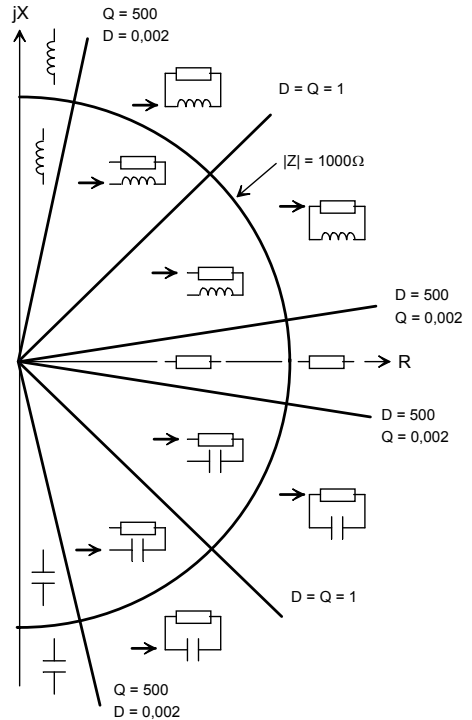 jX
Q = 500
D = 0,002
D = Q = 1
|Z| = 1000Ω
D = 500
Q = 0,002
R
D = 500
Q = 0,002
D = Q = 1
Q = 500
D = 0,002